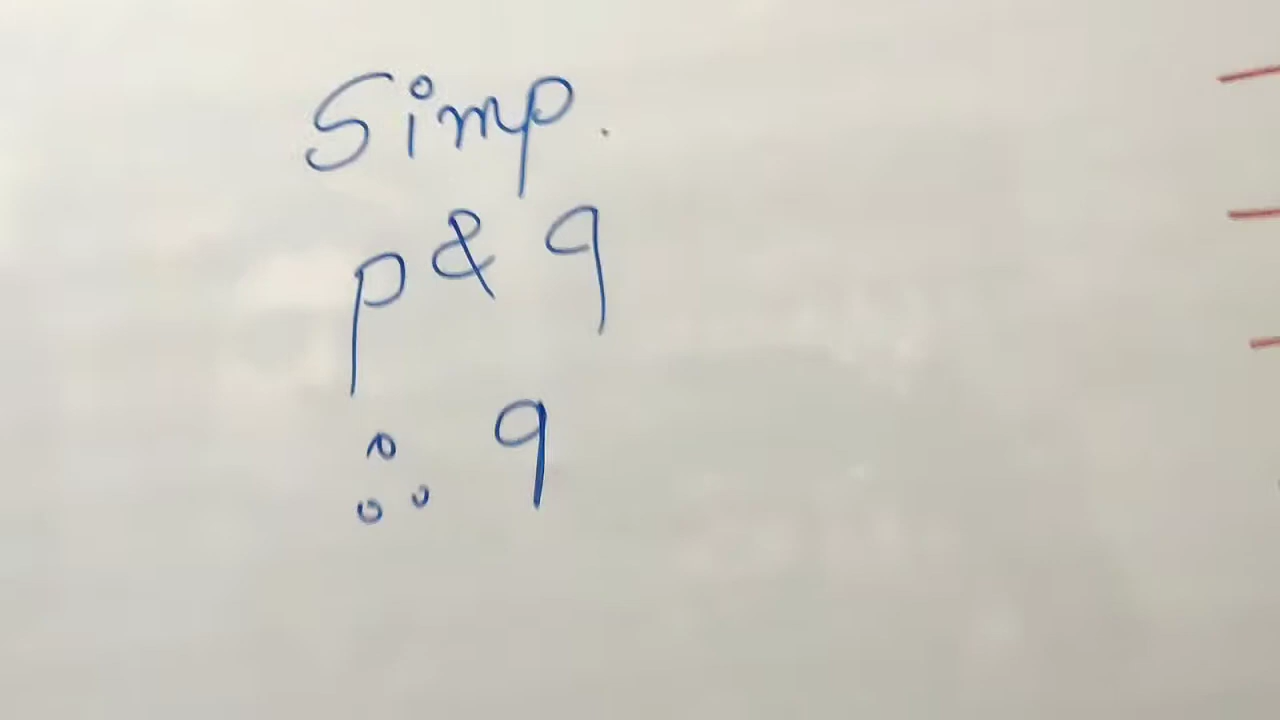 Simp.
p & q
∴ q